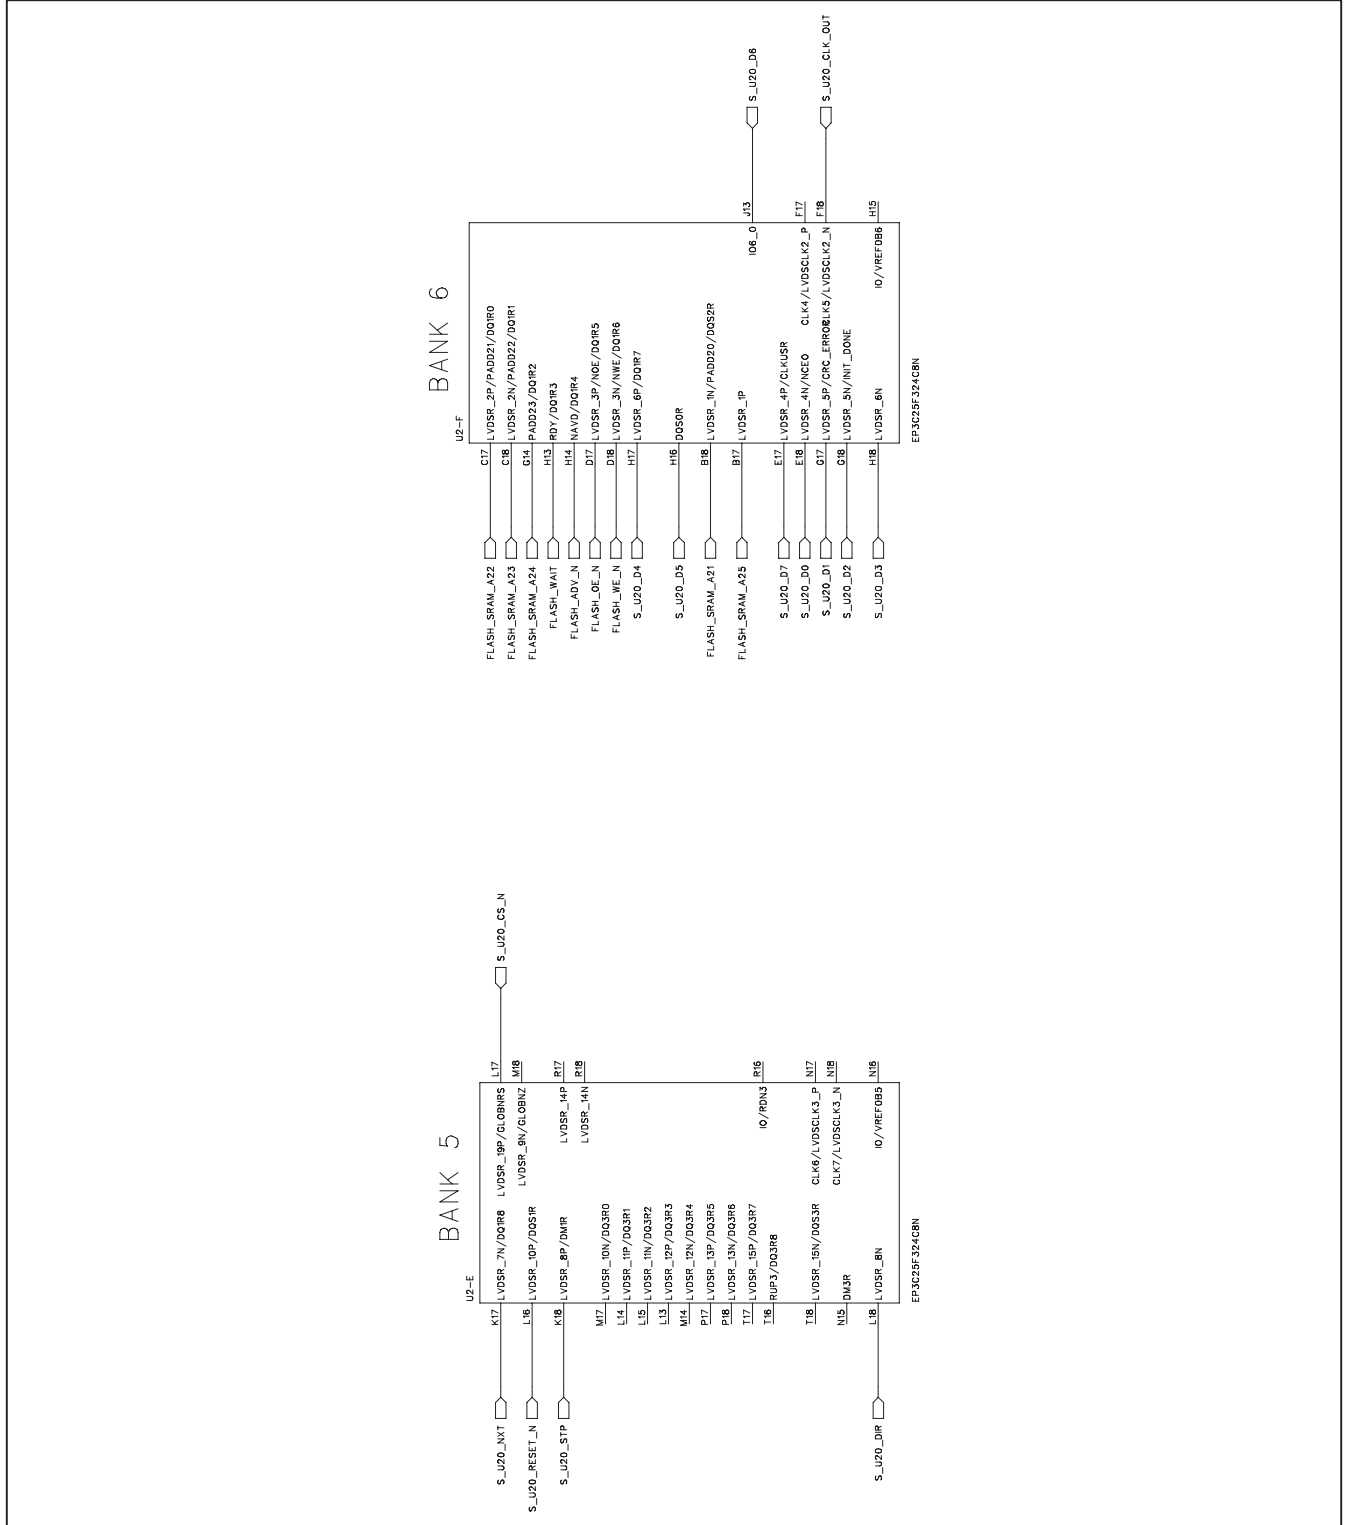 BANK 5
U2-E
S_U20_NXT K17 LVDSR_7N/DQ1R8 LVDSR_19P/GLOBNRS L17 S_U20_CS_N
LVDSR_9N/GLOBNZ M18
S_U20_RESET_N L16 LVDSR_10P/DQS1R
S_U20_STP K18 LVDSR_8P/DM1R LVDSR_14P R17
LVDSR_14N R18
M17 LVDSR_10N/DQ3R0
L14 LVDSR_11P/DQ3R1
L15 LVDSR_11N/DQ3R2
L13 LVDSR_12P/DQ3R3
M14 LVDSR_12N/DQ3R4
P17 LVDSR_13P/DQ3R5
P18 LVDSR_13N/DQ3R6
T17 LVDSR_15P/DQ3R7
IO/RDN3 R16
T16 RUP3/DQ3R8
T18 LVDSR_15N/DQS3R CLK6/LVDSCLK3_P N17
CLK7/LVDSCLK3_N N18
N15 DM3R
S_U20_DIR L18 LVDSR_8N IO/VREF0B5 N16
EP3C25F324C8N
BANK 6
U2-F
FLASH_SRAM_A22 C17 LVDSR_2P/PADD21/DQ1R0
FLASH_SRAM_A23 C18 LVDSR_2N/PADD22/DQ1R1
FLASH_SRAM_A24 G14 PADD23/DQ1R2
FLASH_WAIT H13 RDY/DQ1R3
FLASH_ADV_N H14 NAVD/DQ1R4
FLASH_OE_N D17 LVDSR_3P/NOE/DQ1R5
FLASH_WE_N D18 LVDSR_3N/NWE/DQ1R6
S_U20_D4 H17 LVDSR_6P/DQ1R7
S_U20_D5 H16 DQS0R
FLASH_SRAM_A21 B18 LVDSR_1N/PADD20/DQS2R
FLASH_SRAM_A25 B17 LVDSR_1P
IO6_0 J13 S_U20_D6
S_U20_D7 E17 LVDSR_4P/CLKUSR
S_U20_D0 E18 LVDSR_4N/NCEO CLK4/LVDSCLK2_P F17
S_U20_D1 G17 LVDSR_5P/CRC_ERROR CLK5/LVDSCLK2_N F18 S_U20_CLK_OUT
S_U20_D2 G18 LVDSR_5N/INIT_DONE
S_U20_D3 H18 LVDSR_6N IO/VREF0B6 H15
EP3C25F324C8N